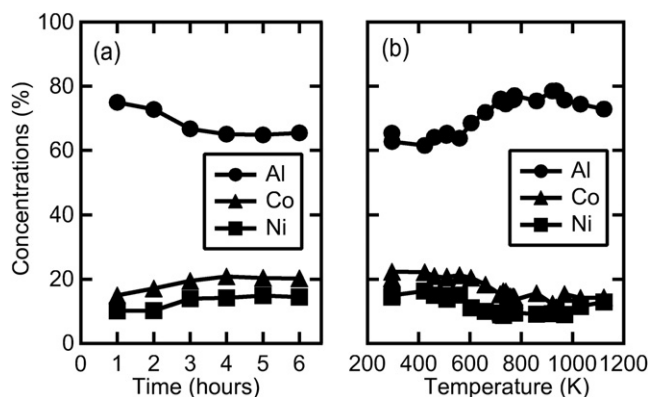 Concentrations (%)
100
80
60
40
20
0
(a)
Al
Co
Ni
0 1 2 3 4 5 6
Time (hours)
(b)
Al
Co
Ni
200 400 600 800 1000 1200
Temperature (K)